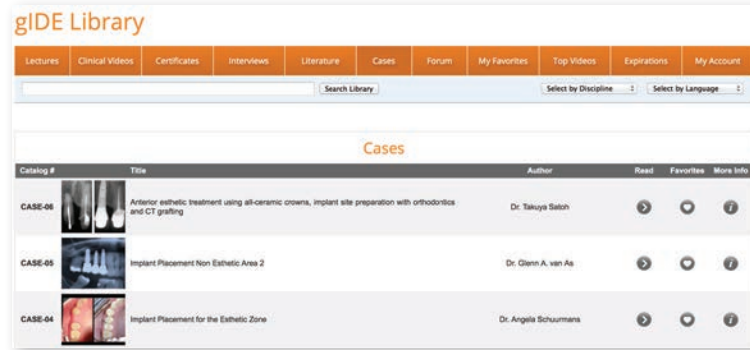 gIDE Library
Lectures Clinical Videos Certificates Interviews Literature Cases Forum My Favorites Top Videos Expirations My Account
Search Library Select by Discipline Select by Language
Cases
Catalog # Title Author Read Favorites More Info
CASE-06 Anterior esthetic treatment using all-ceramic crowns, implant site preparation with orthodontics
and CT grafting Dr. Takuya Satoh
CASE-05 Implant Placement Non Esthetic Area 2 Dr. Glenn A. van As
CASE-04 Implant Placement for the Esthetic Zone Dr. Angela Schuurmans